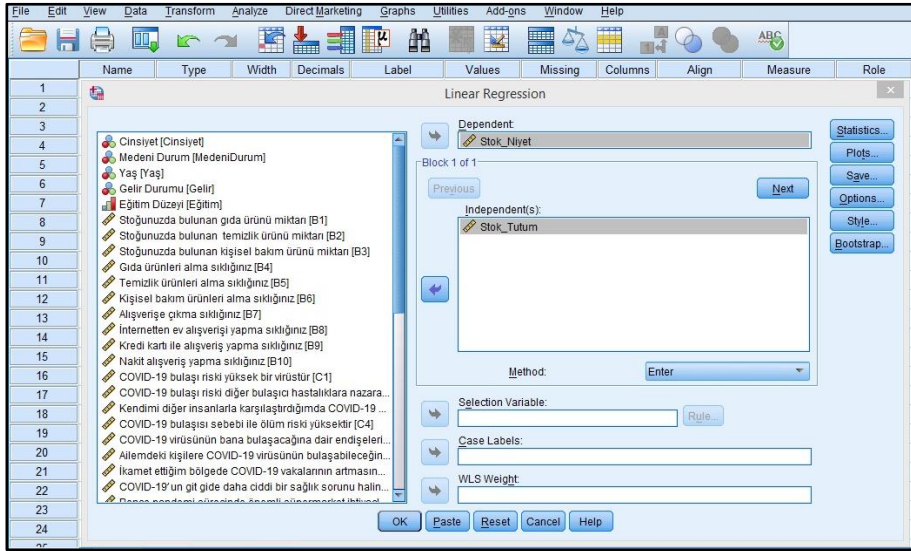 File Edit View Data Transform Analyze Direct Marketing Graphs Utilities Add-ons Window Help
Name Type Width Decimals Label Values Missing Columns Align Measure Role
Linear Regression
1
2
3
4
5
6
7
8
9
10
11
12
13
14
15
16
17
18
19
20
21
22
23
24
Cinsiyet [Cinsiyet]
Medeni Durum [MedeniDurum]
Yaş [Yaş]
Gelir Durumu [Gelir]
Eğitim Düzeyi [Eğitim]
Stoğunuzda bulunan gıda ürünü miktarı [B1]
Stoğunuzda bulunan temizlik ürünü miktarı [B2]
Stoğunuzda bulunan kişisel bakım ürünü miktarı [B3]
Gıda ürünleri alma sıklığınız [B4]
Temizlik ürünleri alma sıklığınız [B5]
Kişisel bakım ürünleri alma sıklığınız [B6]
Alışverişe çıkma sıklığınız [B7]
İnternetten ev alışverişi yapma sıklığınız [B8]
Kredi kartı ile alışveriş yapma sıklığınız [B9]
Nakit alışveriş yapma sıklığınız [B10]
COVID-19 bulaşı riski yüksek bir virüstür [C1]
COVID-19 bulaşı riski diğer bulaşıcı hastalıklara nazara...
Kendimi diğer insanlarla karşılaştırdığımda COVID-19 ...
COVID-19 bulaşısı sebebi ile ölüm riski yüksektir [C4]
COVID-19 virüsünün bana bulaşacağına dair endişeleri...
Ailemdeki kişilere COVID-19 virüsünün bulaşabileceğin...
İkamet ettiğim bölgede COVID-19 vakalarının artmasın...
COVID-19'un git gide daha ciddi bir sağlık sorunu halin...
Dependent:
Stok_Niyet
Block 1 of 1
Previous
Next
Independent(s):
Stok_Tutum
Method:
Enter
Selection Variable:
Rule...
Case Labels:
WLS Weight:
Statistics...
Plots...
Save...
Options...
Style...
Bootstrap...
OK Paste Reset Cancel Help